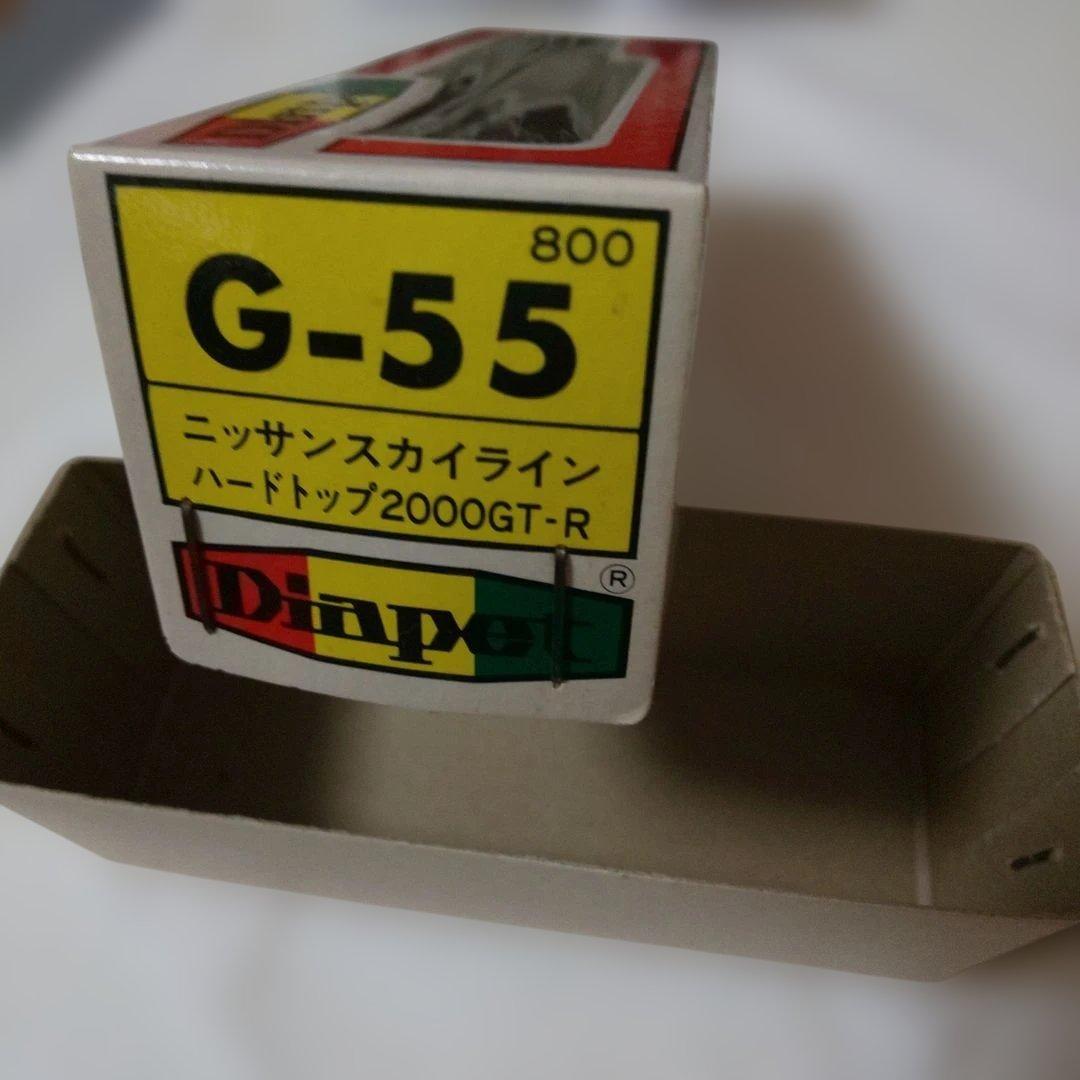 Diapet
800
G-55
ニッサンスカイライン
ハードトップ2000GT-R
Diapet ®